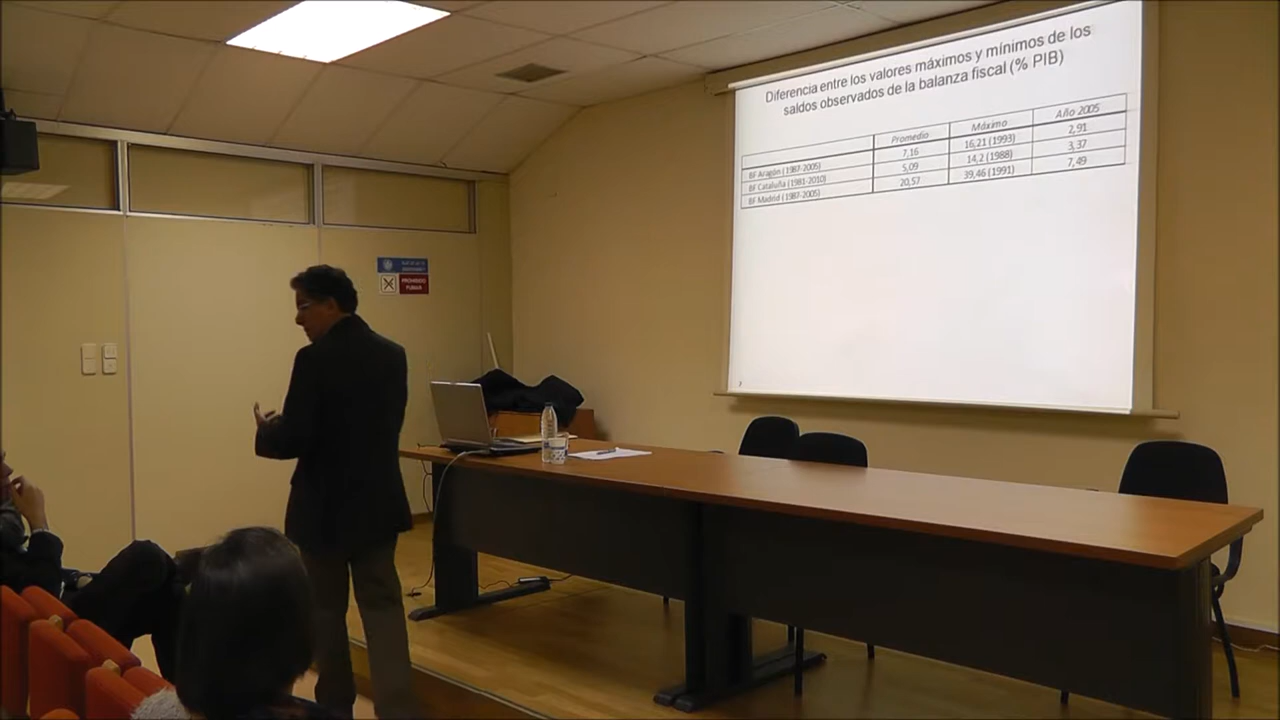 Diferencia entre los valores máximos y mínimos de los
saldos observados de la balanza fiscal (% PIB)
Promedio Máximo Año 2005
BF Aragón (1987-2005) 7,16 16,21 (1993) 2,91
BF Cataluña (1981-2010) 5,09 14,2 (1988) 3,37
BF Madrid (1987-2005) 20,57 39,46 (1991) 7,49
PROHIBIDO
FUMAR